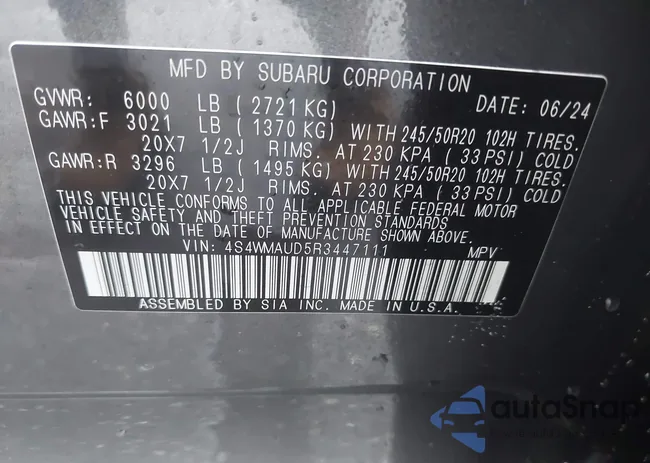 MFD BY SUBARU CORPORATION
GVWR: 6000 LB ( 2721 KG) DATE: 06/24
GAWR:F 3021 LB ( 1370 KG) WITH 245/50R20 102H TIRES.
20X7 1/2J RIMS. AT 230 KPA ( 33 PSI) COLD
GAWR:R 3296 LB ( 1495 KG) WITH 245/50R20 102H TIRES.
20X7 1/2J RIMS. AT 230 KPA ( 33 PSI) COLD
THIS VEHICLE CONFORMS TO ALL APPLICABLE FEDERAL MOTOR
VEHICLE SAFETY AND THEFT PREVENTION STANDARDS
IN EFFECT ON THE DATE OF MANUFACTURE SHOWN ABOVE.
VIN: 4S4WMAUD5R3447111 MPV
ASSEMBLED BY SIA INC. MADE IN U.S.A.
autoSnap